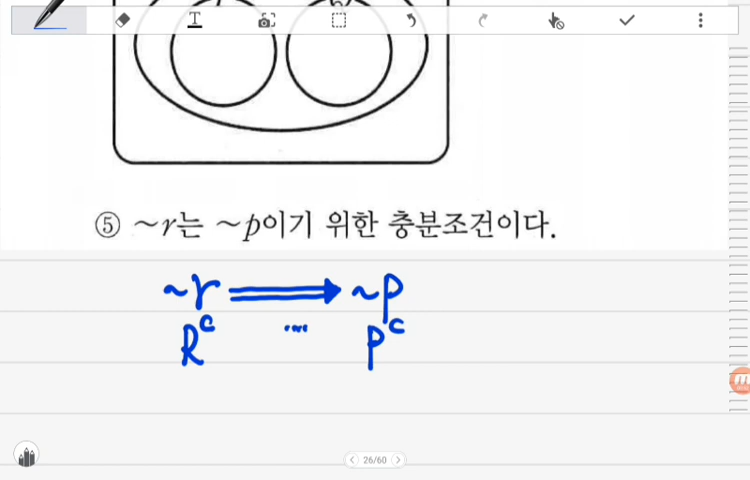 T
⑤ ~r는 ~p이기 위한 충분조건이다.
~r ⟹ ~p
R^c ... P^c
26/60